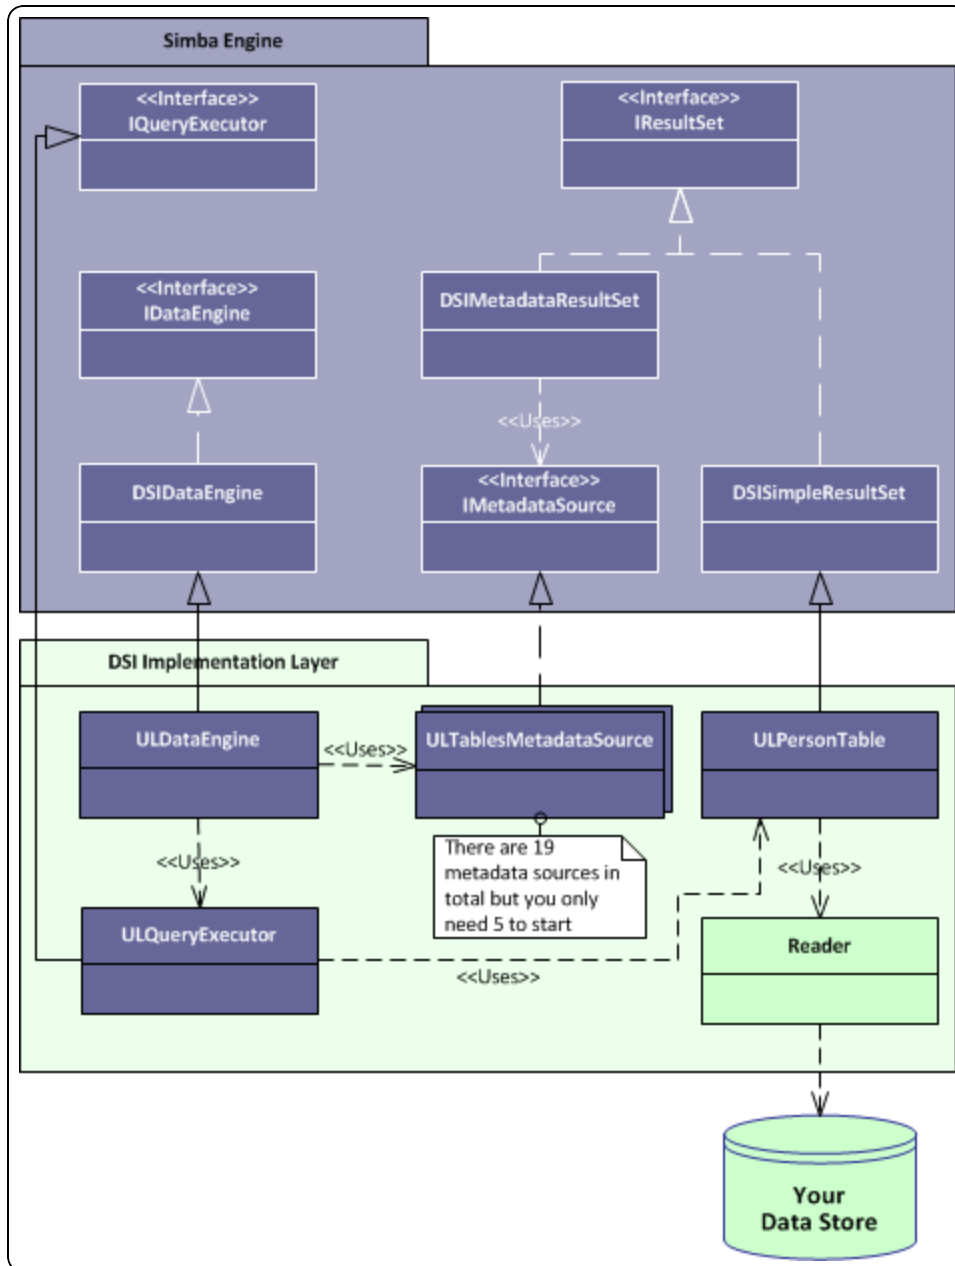 Simba Engine
<<Interface>>
IQueryExecutor
<<Interface>>
IResultSet
<<Interface>>
IDataEngine
DSIMetadataResultSet
<<Uses>>
DSIDataEngine
<<Interface>>
IMetadataSource
DSISimpleResultSet
DSI Implementation Layer
ULDataEngine
<<Uses>>
ULTablesMetadataSource
ULPersonTable
<<Uses>>
There are 19
metadata sources in
total but you only
need 5 to start
<<Uses>>
ULQueryExecutor
<<Uses>>
Reader
Your
Data Store